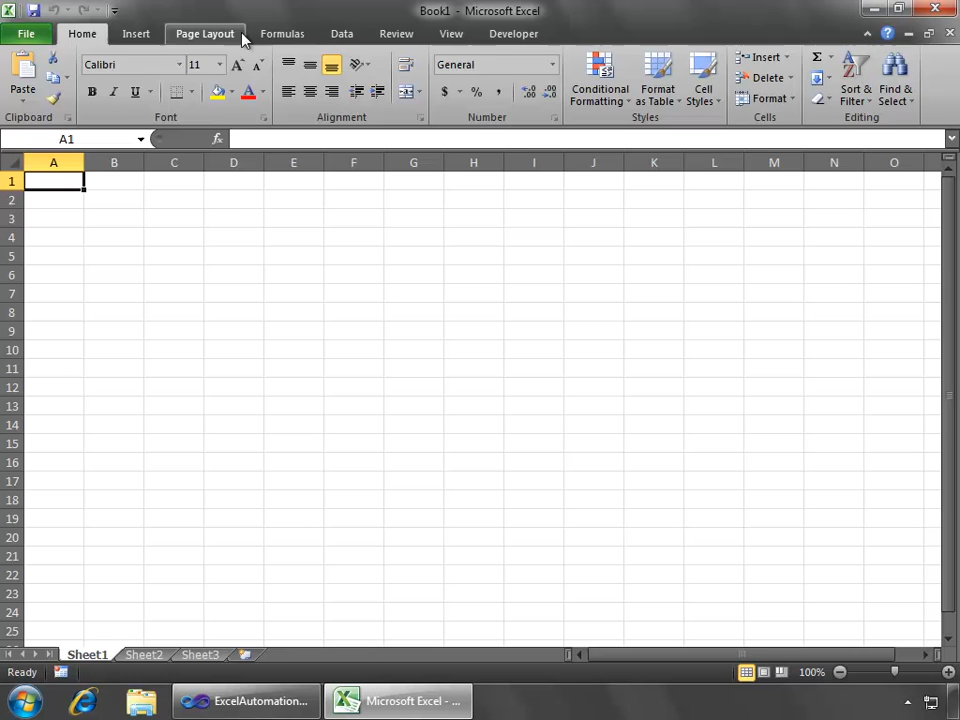 Book1 - Microsoft Excel
File Home Insert Page Layout Formulas Data Review View Developer
Paste
Calibri 11
B I U A
General
$ % ,
Conditional Formatting
Format as Table
Cell Styles
Insert
Delete
Format
Σ
Sort & Filter
Find & Select
Clipboard Font Alignment Number Styles Cells Editing
A1 fx
A B C D E F G H I J K L M N O
1
2
3
4
5
6
7
8
9
10
11
12
13
14
15
16
17
18
19
20
21
22
23
24
25
Sheet1 Sheet2 Sheet3
Ready 100%
ExcelAutomation... Microsoft Excel - ...